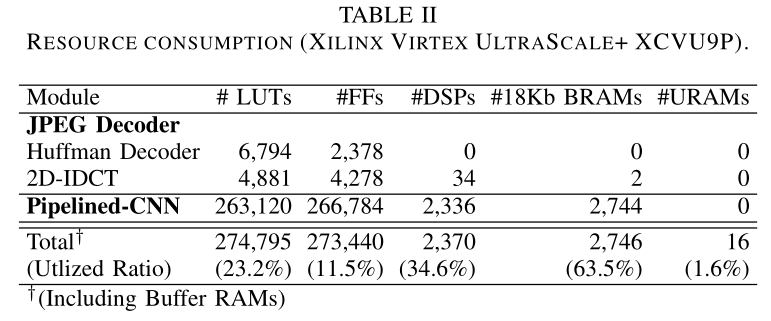 TABLE II
RESOURCE CONSUMPTION (XILINX VIRTEX ULTRASCALE+ XCVU9P).
Module # LUTs #FFs #DSPs #18Kb BRAMs #URAMs
JPEG Decoder
Huffman Decoder 6,794 2,378 0 0 0
2D-IDCT 4,881 4,278 34 2 0
Pipelined-CNN 263,120 266,784 2,336 2,744 0
Total† 274,795 273,440 2,370 2,746 16
(Utlized Ratio) (23.2%) (11.5%) (34.6%) (63.5%) (1.6%)
†(Including Buffer RAMs)